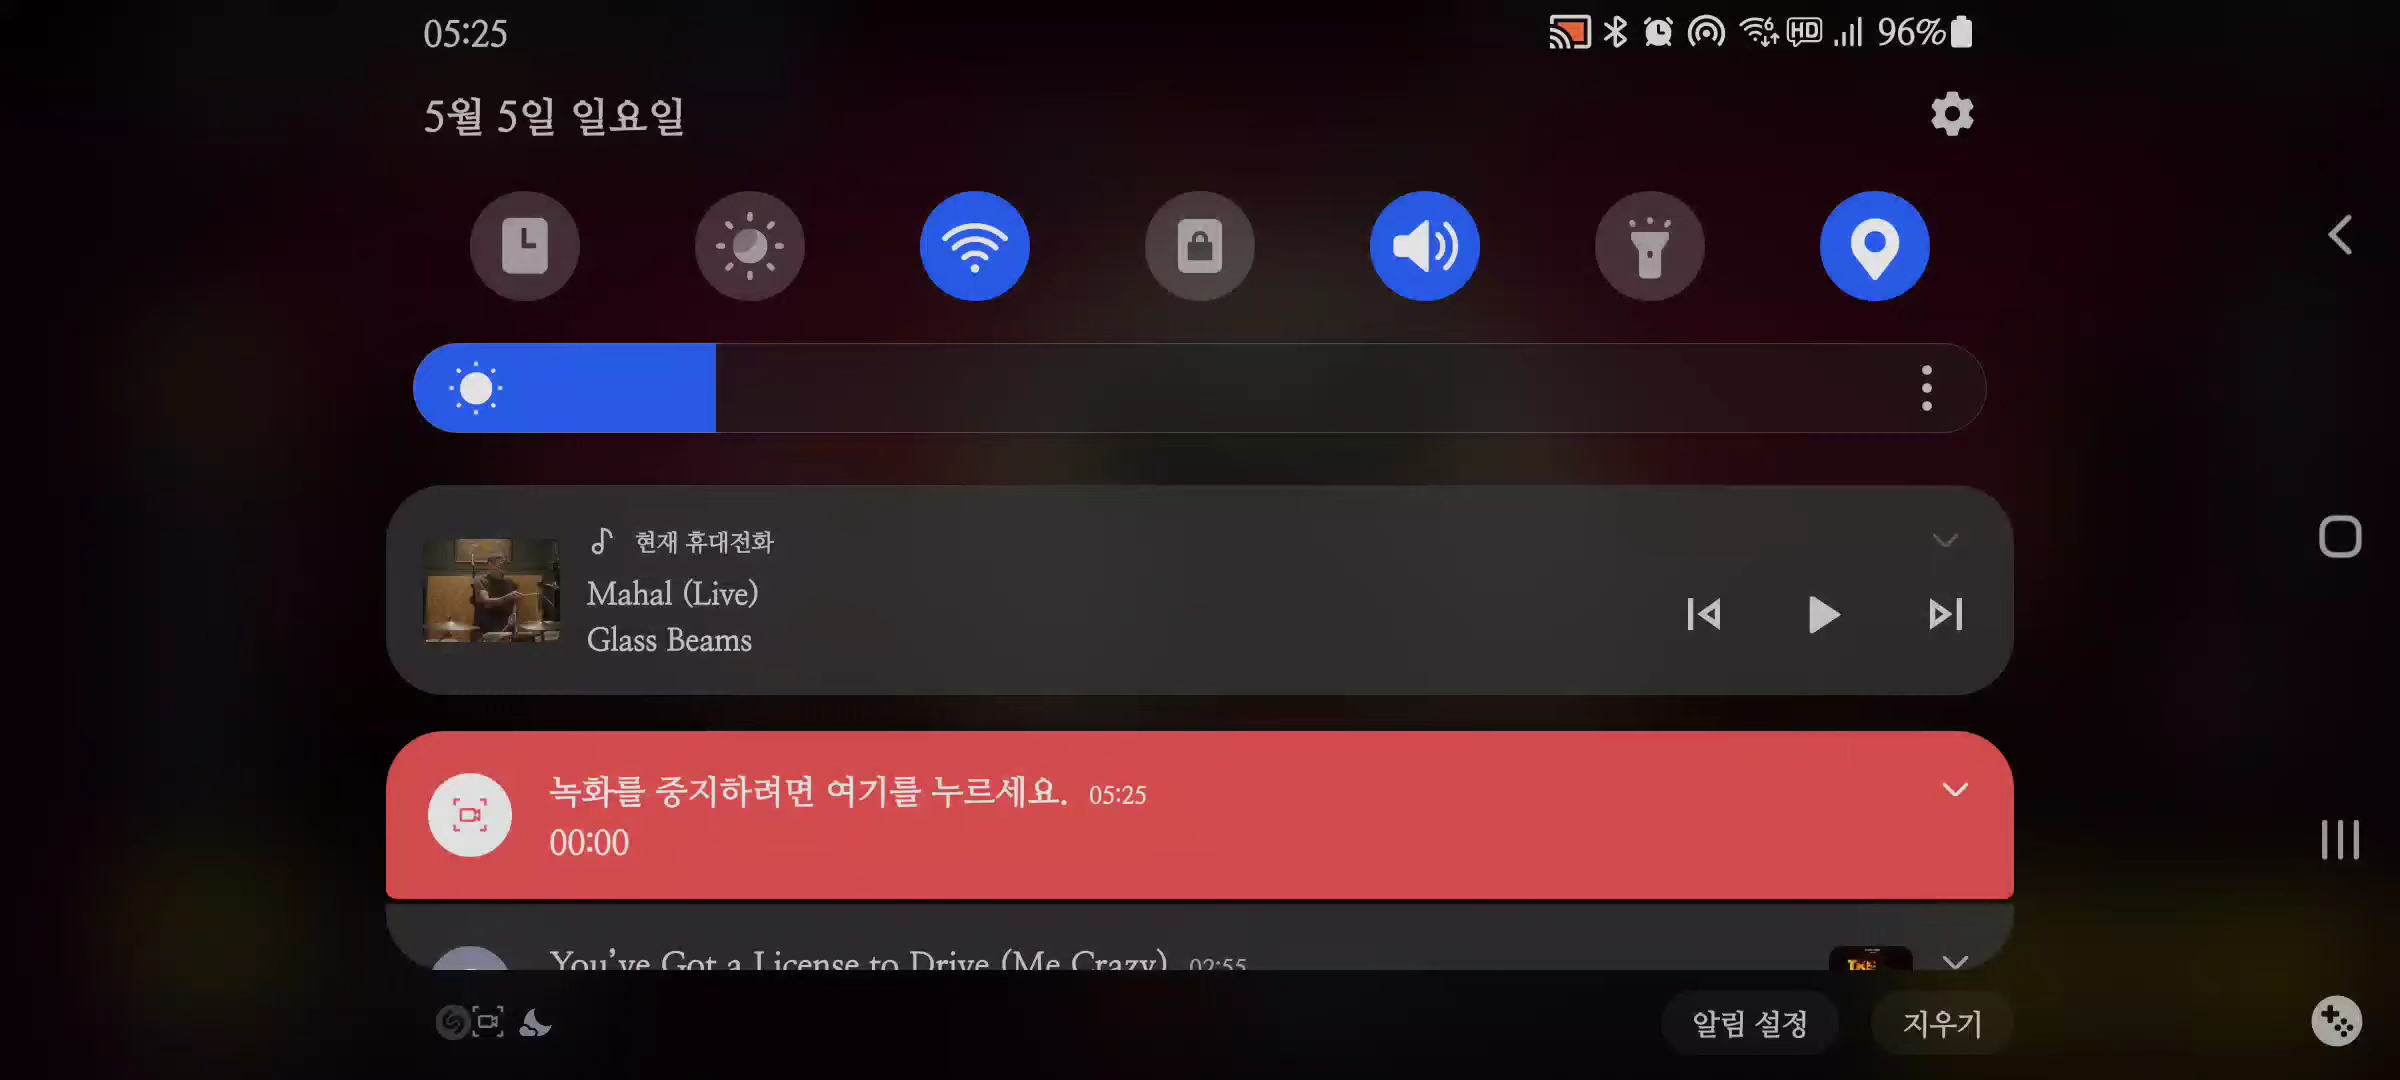 05:25
HD 96%
5월 5일 일요일
현재 휴대전화
Mahal (Live)
Glass Beams
녹화를 중지하려면 여기를 누르세요. 05:25
00:00
You've Got a License to Drive (Me Crazy) 02:55
알림 설정 지우기